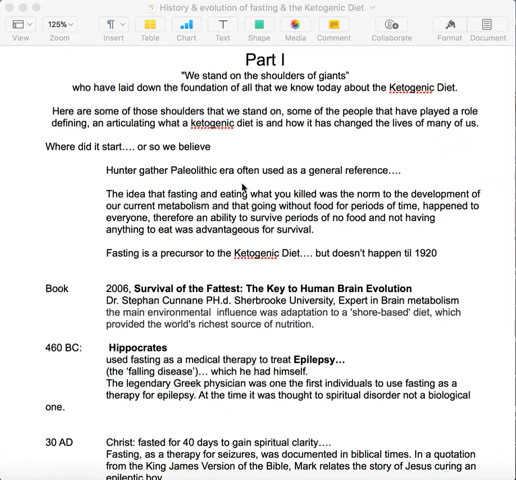 History & evolution of fasting & the Ketogenic Diet
125%
View Zoom Insert Table Chart Text Shape Media Comment Collaborate Format Document
Part I
"We stand on the shoulders of giants"
who have laid down the foundation of all that we know today about the Ketogenic Diet.
Here are some of those shoulders that we stand on, some of the people that have played a role
defining, an articulating what a ketogenic diet is and how it has changed the lives of many of us.
Where did it start…. or so we believe
Hunter gather Paleolithic era often used as a general reference….
The idea that fasting and eating what you killed was the norm to the development of
our current metabolism and that going without food for periods of time, happened to
everyone, therefore an ability to survive periods of no food and not having
anything to eat was advantageous for survival.
Fasting is a precursor to the Ketogenic Diet…. but doesn't happen til 1920
Book 2006, Survival of the Fattest: The Key to Human Brain Evolution
Dr. Stephan Cunnane PH.d. Sherbrooke University, Expert in Brain metabolism
the main environmental influence was adaptation to a 'shore-based' diet, which
provided the world's richest source of nutrition.
460 BC: Hippocrates
used fasting as a medical therapy to treat Epilepsy…
(the 'falling disease')… which he had himself.
The legendary Greek physician was one the first individuals to use fasting as a
therapy for epilepsy. At the time it was thought to spiritual disorder not a biological
one.
30 AD Christ: fasted for 40 days to gain spiritual clarity….
Fasting, as a therapy for seizures, was documented in biblical times. In a quotation
from the King James Version of the Bible, Mark relates the story of Jesus curing an
epileptic boy